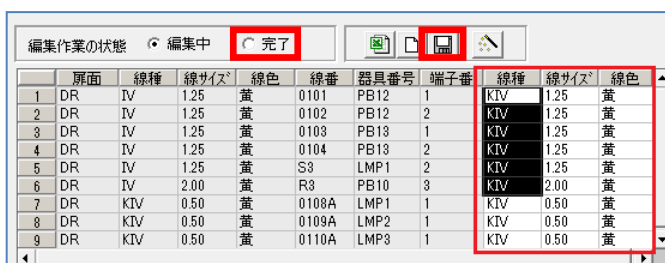 編集作業の状態 編集中 完了
扉面 線種 線サイズ 線色 線番 器具番号 端子番 線種 線サイズ 線色
1 DR IV 1.25 黄 0101 PB12 1 KIV 1.25 黄
2 DR IV 1.25 黄 0102 PB12 2 KIV 1.25 黄
3 DR IV 1.25 黄 0103 PB13 1 KIV 1.25 黄
4 DR IV 1.25 黄 0104 PB13 2 KIV 1.25 黄
5 DR IV 1.25 黄 S3 LMP1 2 KIV 1.25 黄
6 DR IV 2.00 黄 R3 PB10 3 KIV 2.00 黄
7 DR KIV 0.50 黄 0108A LMP1 1 KIV 0.50 黄
8 DR KIV 0.50 黄 0109A LMP2 1 KIV 0.50 黄
9 DR KIV 0.50 黄 0110A LMP3 1 KIV 0.50 黄